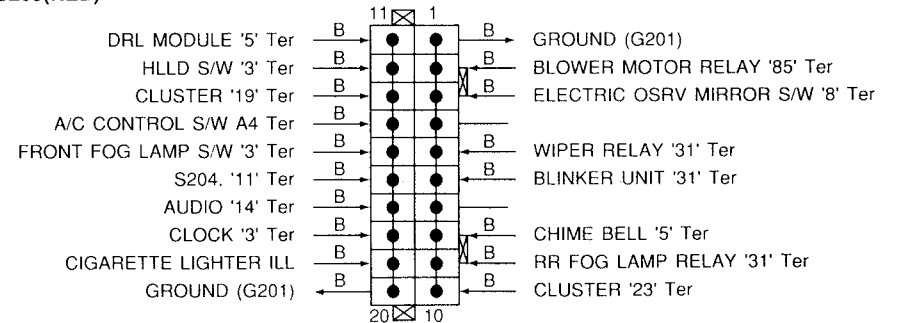 11 1
DRL MODULE '5' Ter B B GROUND (G201)
HLLD S/W '3' Ter B B BLOWER MOTOR RELAY '85' Ter
CLUSTER '19' Ter B B ELECTRIC OSRV MIRROR S/W '8' Ter
A/C CONTROL S/W A4 Ter B
FRONT FOG LAMP S/W '3' Ter B B WIPER RELAY '31' Ter
S204. '11' Ter B B BLINKER UNIT '31' Ter
AUDIO '14' Ter B
CLOCK '3' Ter B B CHIME BELL '5' Ter
CIGARETTE LIGHTER ILL B B RR FOG LAMP RELAY '31' Ter
GROUND (G201) B B CLUSTER '23' Ter
20 10